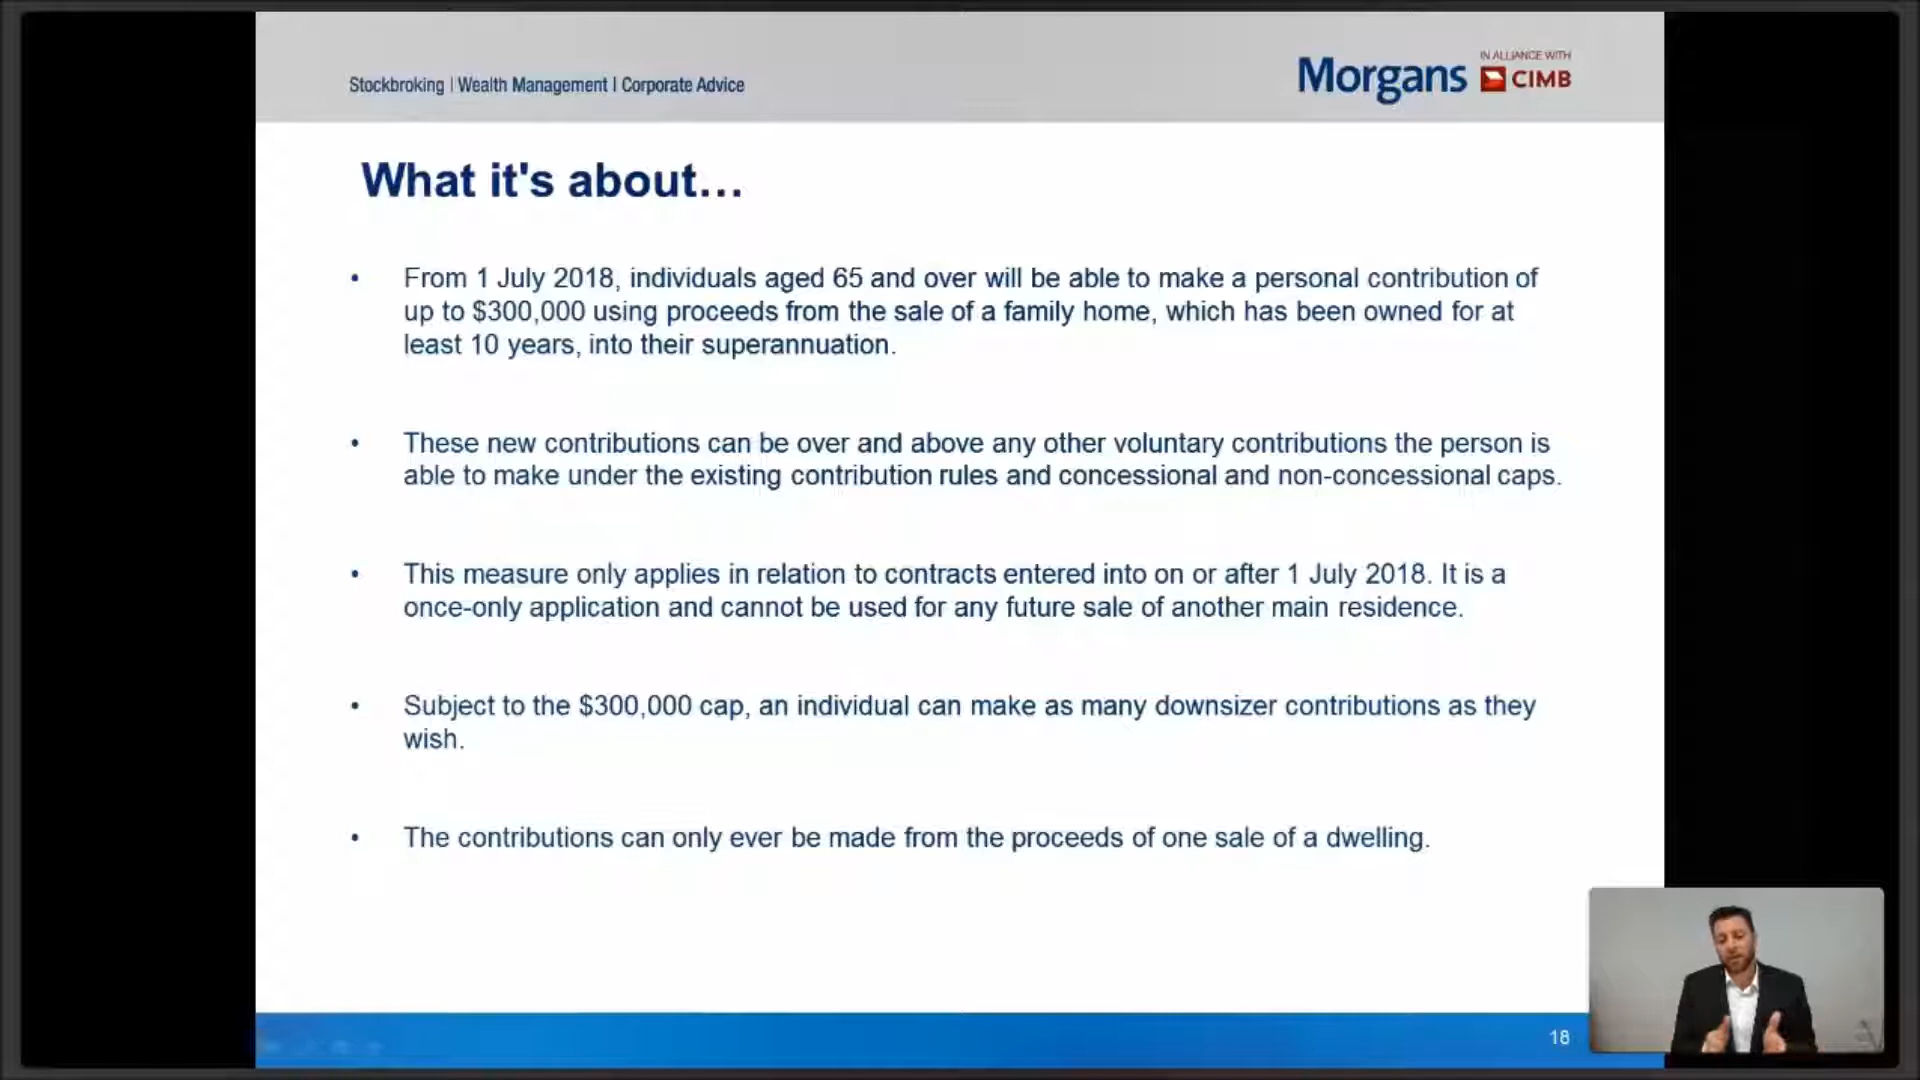 Stockbroking | Wealth Management | Corporate Advice
Morgans
IN ALLIANCE WITH
CIMB
What it's about…
• From 1 July 2018, individuals aged 65 and over will be able to make a personal contribution of
up to $300,000 using proceeds from the sale of a family home, which has been owned for at
least 10 years, into their superannuation.
• These new contributions can be over and above any other voluntary contributions the person is
able to make under the existing contribution rules and concessional and non-concessional caps.
• This measure only applies in relation to contracts entered into on or after 1 July 2018. It is a
once-only application and cannot be used for any future sale of another main residence.
• Subject to the $300,000 cap, an individual can make as many downsizer contributions as they
wish.
• The contributions can only ever be made from the proceeds of one sale of a dwelling.
18